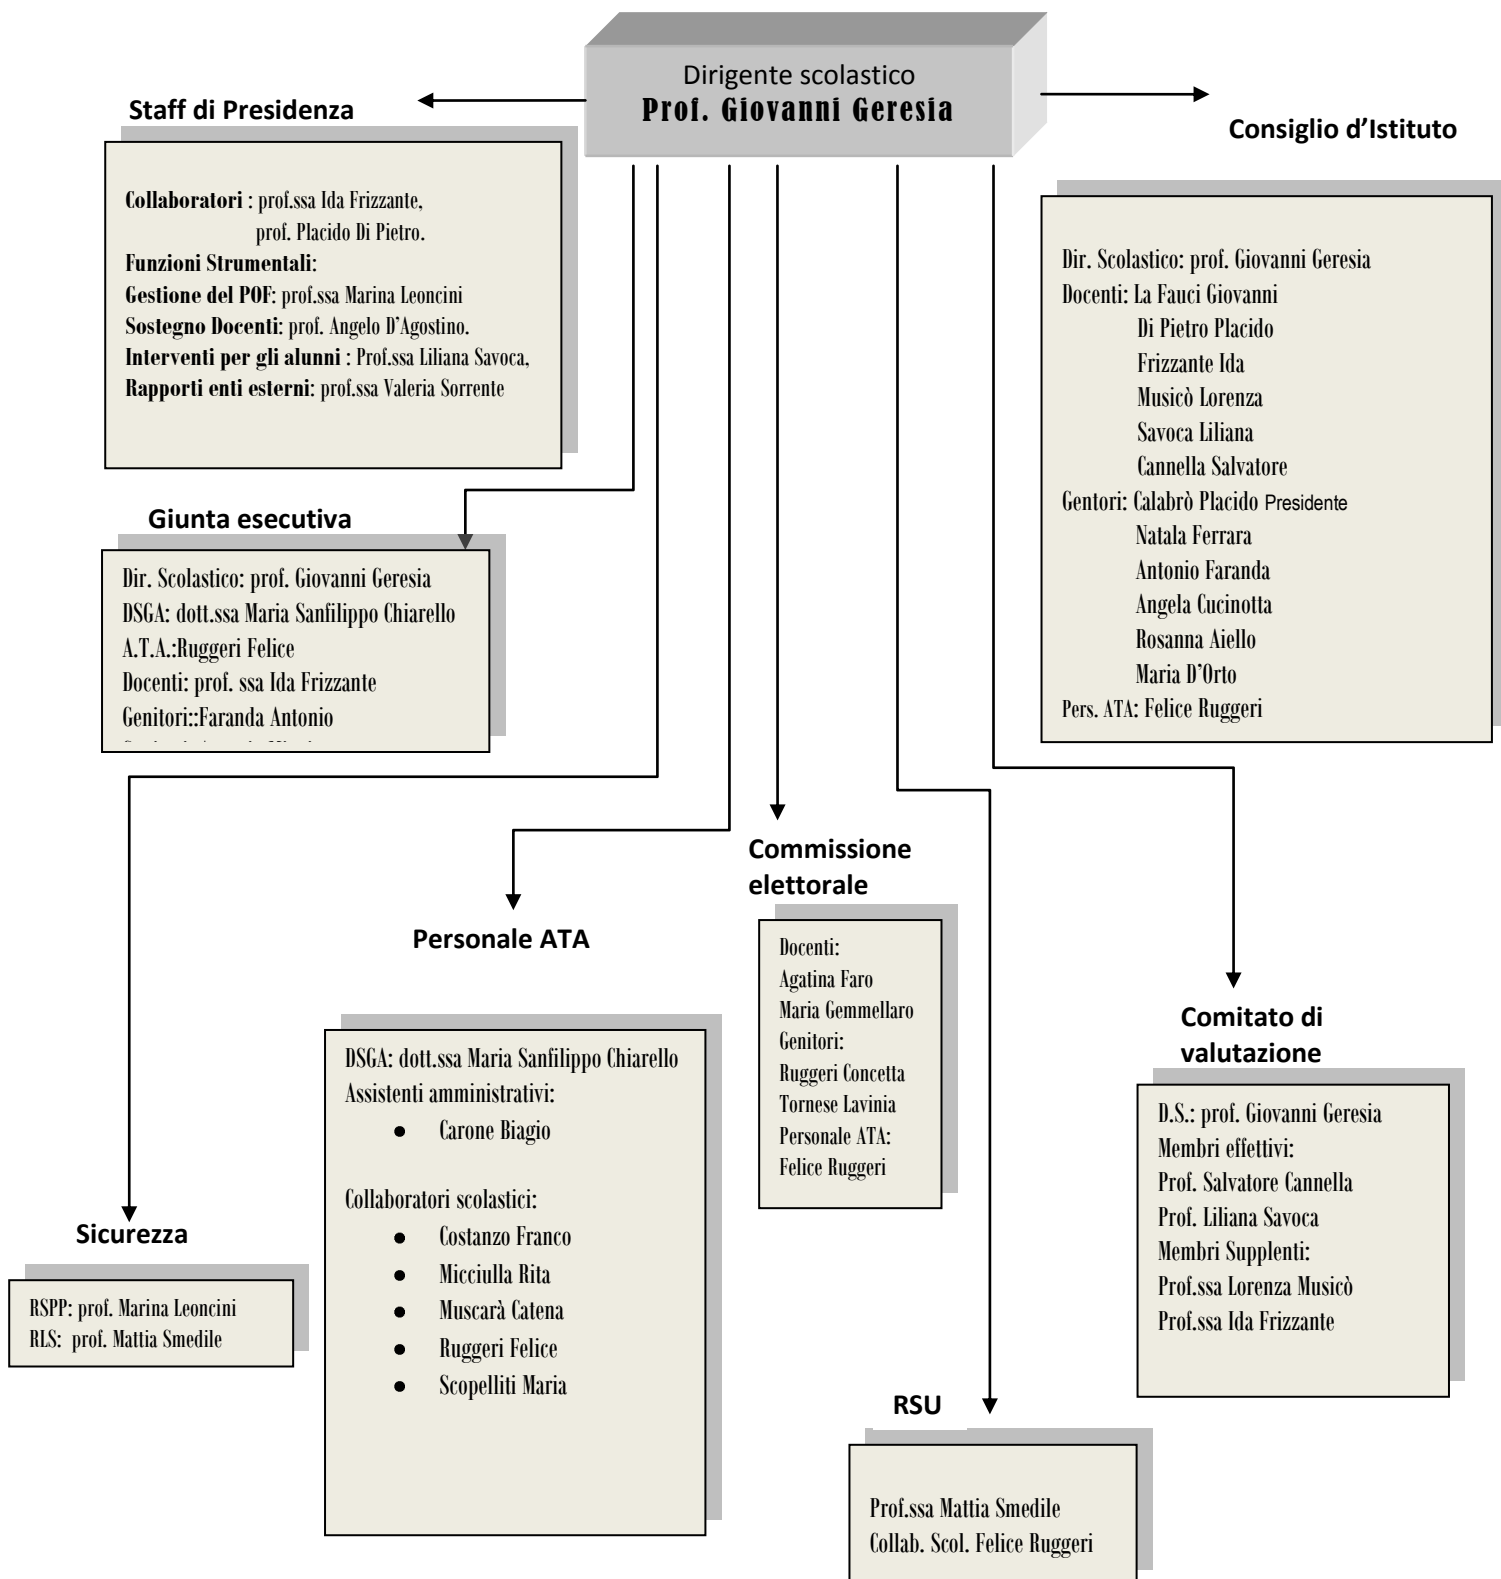 Dirigente scolastico
Prof. Giovanni Geresia
Staff di Presidenza
Collaboratori : prof.ssa Ida Frizzante,
prof. Placido Di Pietro.
Funzioni Strumentali:
Gestione del POF: prof.ssa Marina Leoncini
Sostegno Docenti: prof. Angelo D’Agostino.
Interventi per gli alunni : Prof.ssa Liliana Savoca,
Rapporti enti esterni: prof.ssa Valeria Sorrente
Consiglio d’Istituto
Dir. Scolastico: prof. Giovanni Geresia
Docenti: La Fauci Giovanni
Di Pietro Placido
Frizzante Ida
Musicò Lorenza
Savoca Liliana
Cannella Salvatore
Gentori: Calabrò Placido Presidente
Natala Ferrara
Antonio Faranda
Angela Cucinotta
Rosanna Aiello
Maria D’Orto
Pers. ATA: Felice Ruggeri
Giunta esecutiva
Dir. Scolastico: prof. Giovanni Geresia
DSGA: dott.ssa Maria Sanfilippo Chiarello
A.T.A.:Ruggeri Felice
Docenti: prof. ssa Ida Frizzante
Genitori::Faranda Antonio
Commissione
elettorale
Docenti:
Agatina Faro
Maria Gemmellaro
Genitori:
Ruggeri Concetta
Tornese Lavinia
Personale ATA:
Felice Ruggeri
Personale ATA
DSGA: dott.ssa Maria Sanfilippo Chiarello
Assistenti amministrativi:
● Carone Biagio
Collaboratori scolastici:
● Costanzo Franco
● Micciulla Rita
● Muscarà Catena
● Ruggeri Felice
● Scopelliti Maria
Comitato di
valutazione
D.S.: prof. Giovanni Geresia
Membri effettivi:
Prof. Salvatore Cannella
Prof. Liliana Savoca
Membri Supplenti:
Prof.ssa Lorenza Musicò
Prof.ssa Ida Frizzante
Sicurezza
RSPP: prof. Marina Leoncini
RLS: prof. Mattia Smedile
RSU
Prof.ssa Mattia Smedile
Collab. Scol. Felice Ruggeri